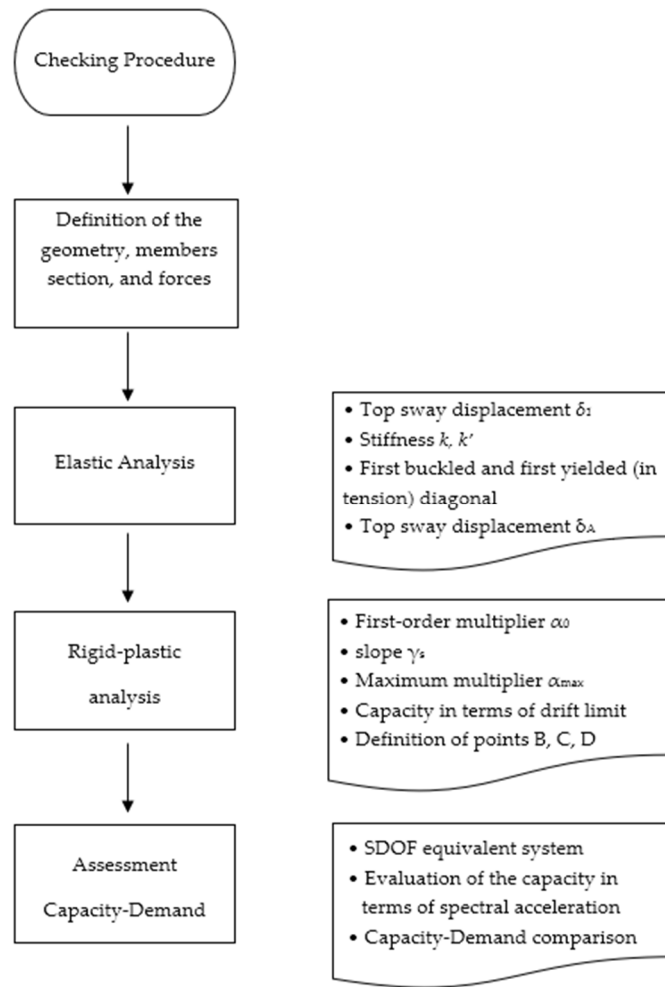 Checking Procedure
Definition of the
geometry, members
section, and forces
Elastic Analysis
• Top sway displacement δ₁
• Stiffness k, k′
• First buckled and first yielded (in
tension) diagonal
• Top sway displacement δ_A
Rigid-plastic
analysis
• First-order multiplier α₀
• slope γₛ
• Maximum multiplier α_max
• Capacity in terms of drift limit
• Definition of points B, C, D
Assessment
Capacity-Demand
• SDOF equivalent system
• Evaluation of the capacity in
terms of spectral acceleration
• Capacity-Demand comparison